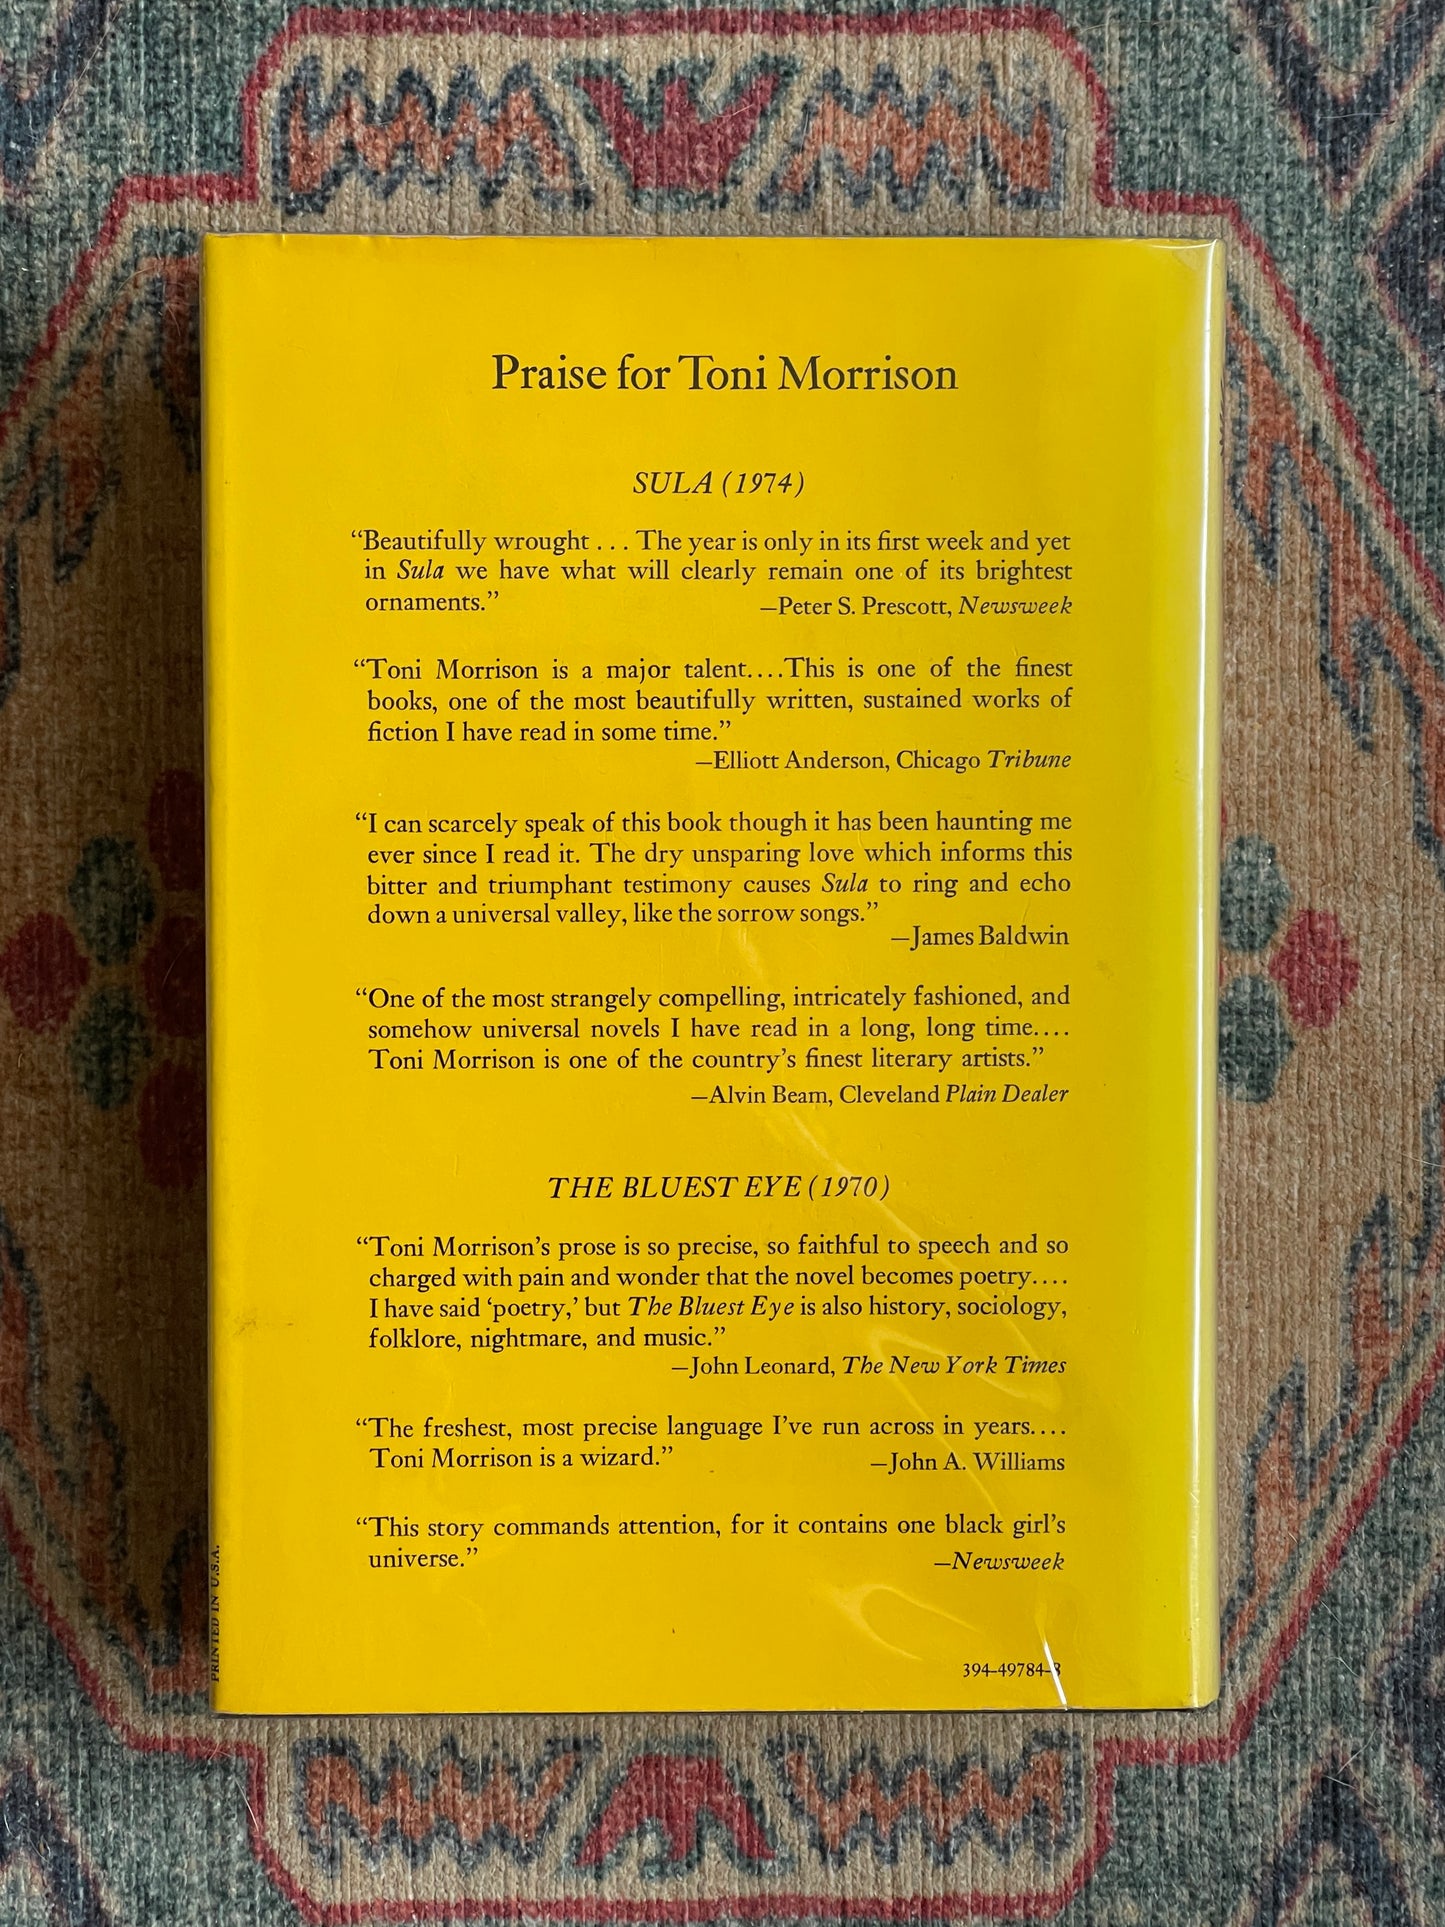 Praise for Toni Morrison
SULA (1974)
“Beautifully wrought . . . The year is only in its first week and yet
in Sula we have what will clearly remain one of its brightest
ornaments.” —Peter S. Prescott, Newsweek
“Toni Morrison is a major talent....This is one of the finest
books, one of the most beautifully written, sustained works of
fiction I have read in some time.”
—Elliott Anderson, Chicago Tribune
“I can scarcely speak of this book though it has been haunting me
ever since I read it. The dry unsparing love which informs this
bitter and triumphant testimony causes Sula to ring and echo
down a universal valley, like the sorrow songs.”
—James Baldwin
“One of the most strangely compelling, intricately fashioned, and
somehow universal novels I have read in a long, long time....
Toni Morrison is one of the country’s finest literary artists.”
—Alvin Beam, Cleveland Plain Dealer
THE BLUEST EYE (1970)
“Toni Morrison’s prose is so precise, so faithful to speech and so
charged with pain and wonder that the novel becomes poetry....
I have said ‘poetry,’ but The Bluest Eye is also history, sociology,
folklore, nightmare, and music.”
—John Leonard, The New York Times
“The freshest, most precise language I’ve run across in years....
Toni Morrison is a wizard.” —John A. Williams
“This story commands attention, for it contains one black girl’s
universe.” —Newsweek
PRINTED IN U.S.A.
394-49784-8